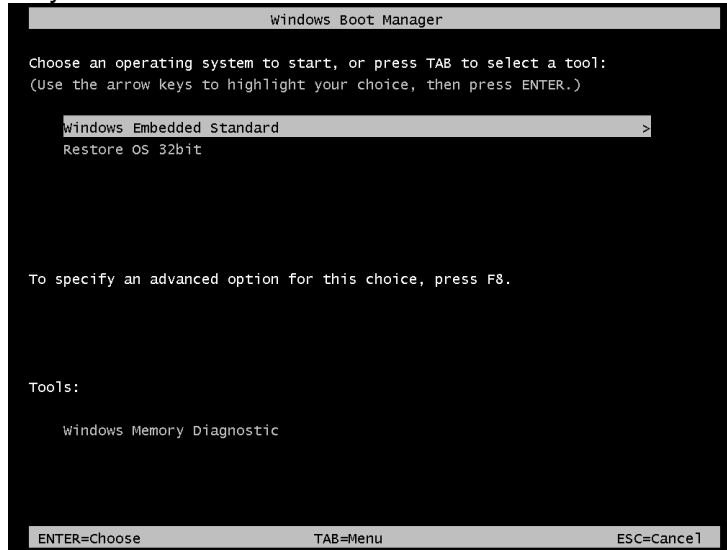 Windows Boot Manager
Choose an operating system to start, or press TAB to select a tool:
(Use the arrow keys to highlight your choice, then press ENTER.)
Windows Embedded Standard >
Restore OS 32bit
To specify an advanced option for this choice, press F8.
Tools:
Windows Memory Diagnostic
ENTER=Choose TAB=Menu ESC=Cancel